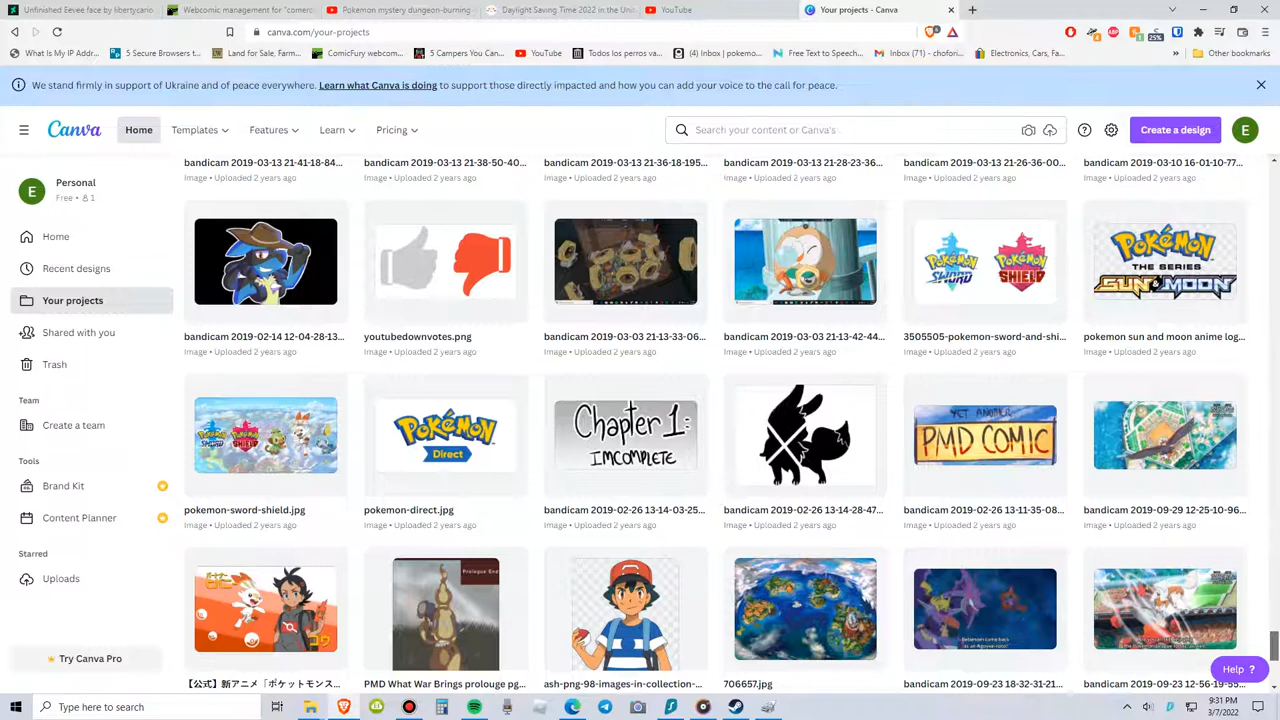 Unfinished Eevee face by libertycario
Webcomic management for "comerc
Pokemon mystery dungeon-burning
Daylight Saving Time 2022 in the Uni
YouTube
Your projects - Canva
canva.com/your-projects
What Is My IP Addr...
5 Secure Browsers t...
Land for Sale, Farm...
ComicFury webcomi...
5 Campers You Can...
YouTube
Todos los perros va...
(4) Inbox | pokemo...
Free Text to Speech...
Inbox (71) - chofori...
Electronics, Cars, Fa...
Other bookmarks
We stand firmly in support of Ukraine and of peace everywhere. Learn what Canva is doing to support those directly impacted and how you can add your voice to the call for peace.
Canva
Home
Templates
Features
Learn
Pricing
Search your content or Canva's .
Create a design
E
E
Personal
Free • 1
Home
Recent designs
Your projects
Shared with you
Trash
Team
Create a team
Tools
Brand Kit
Content Planner
Starred
Uploads
Try Canva Pro
bandicam 2019-03-13 21-41-18-84...
Image • Uploaded 2 years ago
bandicam 2019-03-13 21-38-50-40...
Image • Uploaded 2 years ago
bandicam 2019-03-13 21-36-18-195...
Image • Uploaded 2 years ago
bandicam 2019-03-13 21-28-23-36...
Image • Uploaded 2 years ago
bandicam 2019-03-13 21-26-36-00...
Image • Uploaded 2 years ago
bandicam 2019-03-10 16-01-10-77...
Image • Uploaded 2 years ago
Pokémon SWORD
Pokémon SHIELD
Pokémon
THE SERIES
SUN & MOON
bandicam 2019-02-14 12-04-28-13...
Image • Uploaded 2 years ago
youtubedownvotes.png
Image • Uploaded 2 years ago
bandicam 2019-03-03 21-13-33-06...
Image • Uploaded 2 years ago
bandicam 2019-03-03 21-13-42-44...
Image • Uploaded 2 years ago
3505505-pokemon-sword-and-shi...
Image • Uploaded 2 years ago
pokemon sun and moon anime log...
Image • Uploaded 2 years ago
Pokémon
Direct
Chapter 1:
IMCOMPLETE
YET ANOTHER
PMD COMIC
pokemon-sword-shield.jpg
Image • Uploaded 2 years ago
pokemon-direct.jpg
Image • Uploaded 2 years ago
bandicam 2019-02-26 13-14-03-25...
Image • Uploaded 2 years ago
bandicam 2019-02-26 13-14-28-47...
Image • Uploaded 2 years ago
bandicam 2019-02-26 13-11-35-08...
Image • Uploaded 2 years ago
bandicam 2019-09-29 12-25-10-96...
Image • Uploaded 2 years ago
ゴウ
Prologue End
【公式】新アニメ「ポケットモンス...
PMD What War Brings prolouge pg...
ash-png-98-images-in-collection-...
706657.jpg
bandicam 2019-09-23 18-32-31-21...
bandicam 2019-09-23 12-56-19-55...
Help ?
Type here to search
9:31 PM
3/7/2022